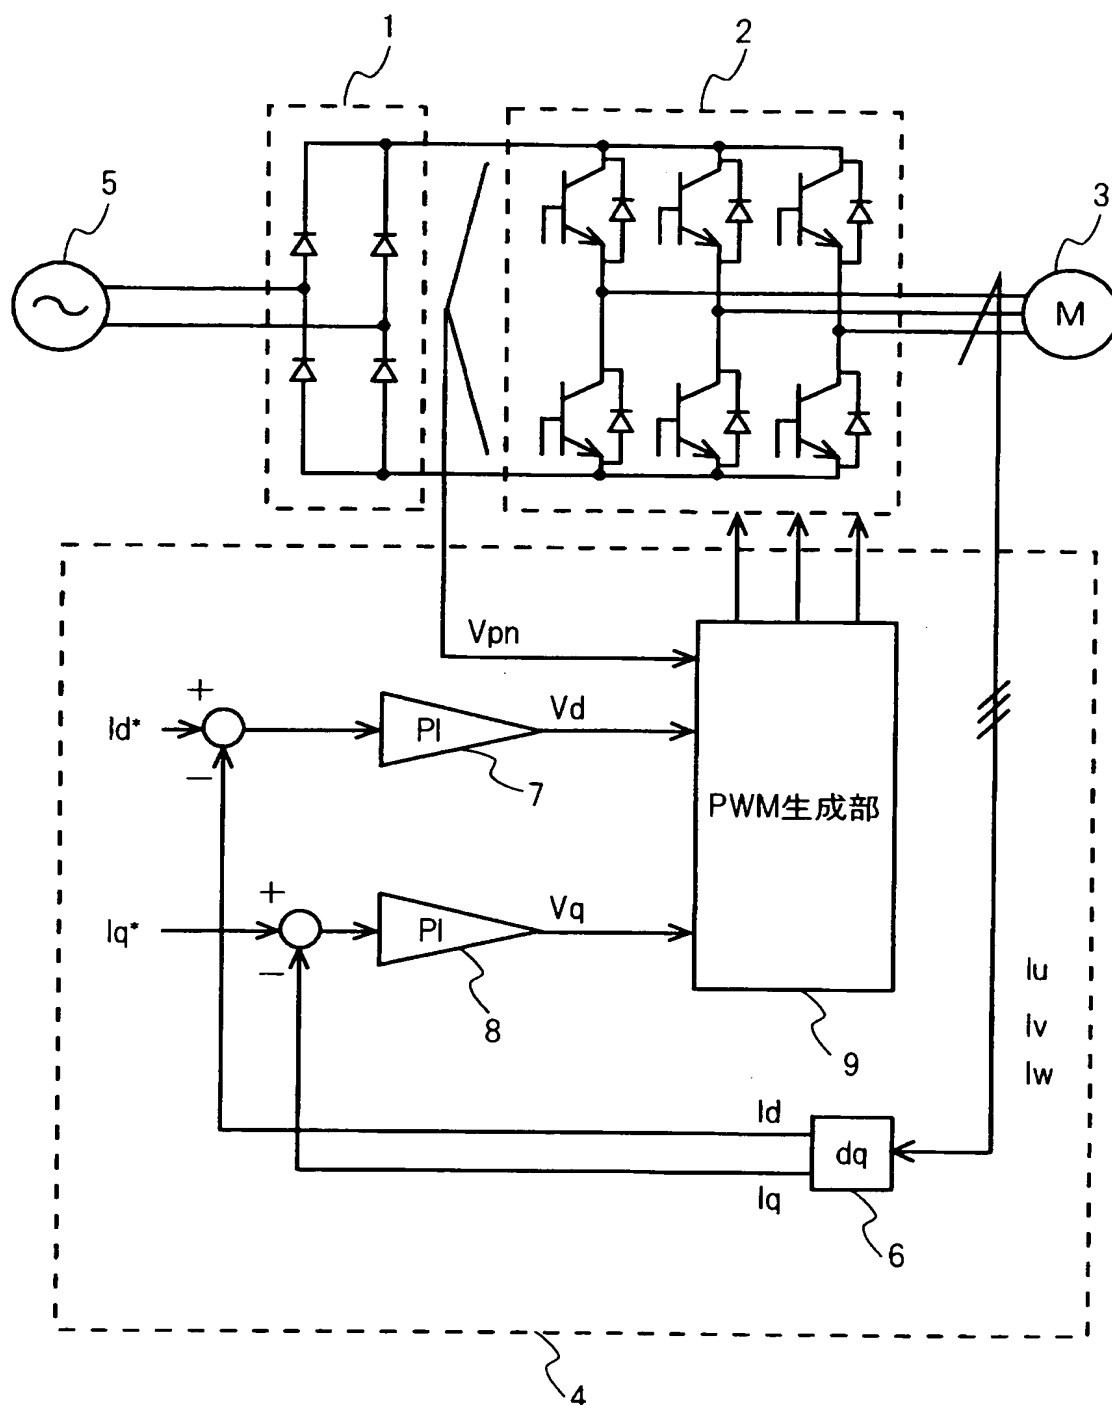 1
2
5
3
M
Vpn
+
Id*
PI
Vd
−
7
PWM生成部
+
Iq*
PI
Vq
−
8
9
Iu
Iv
Iw
Id
dq
Iq
6
4